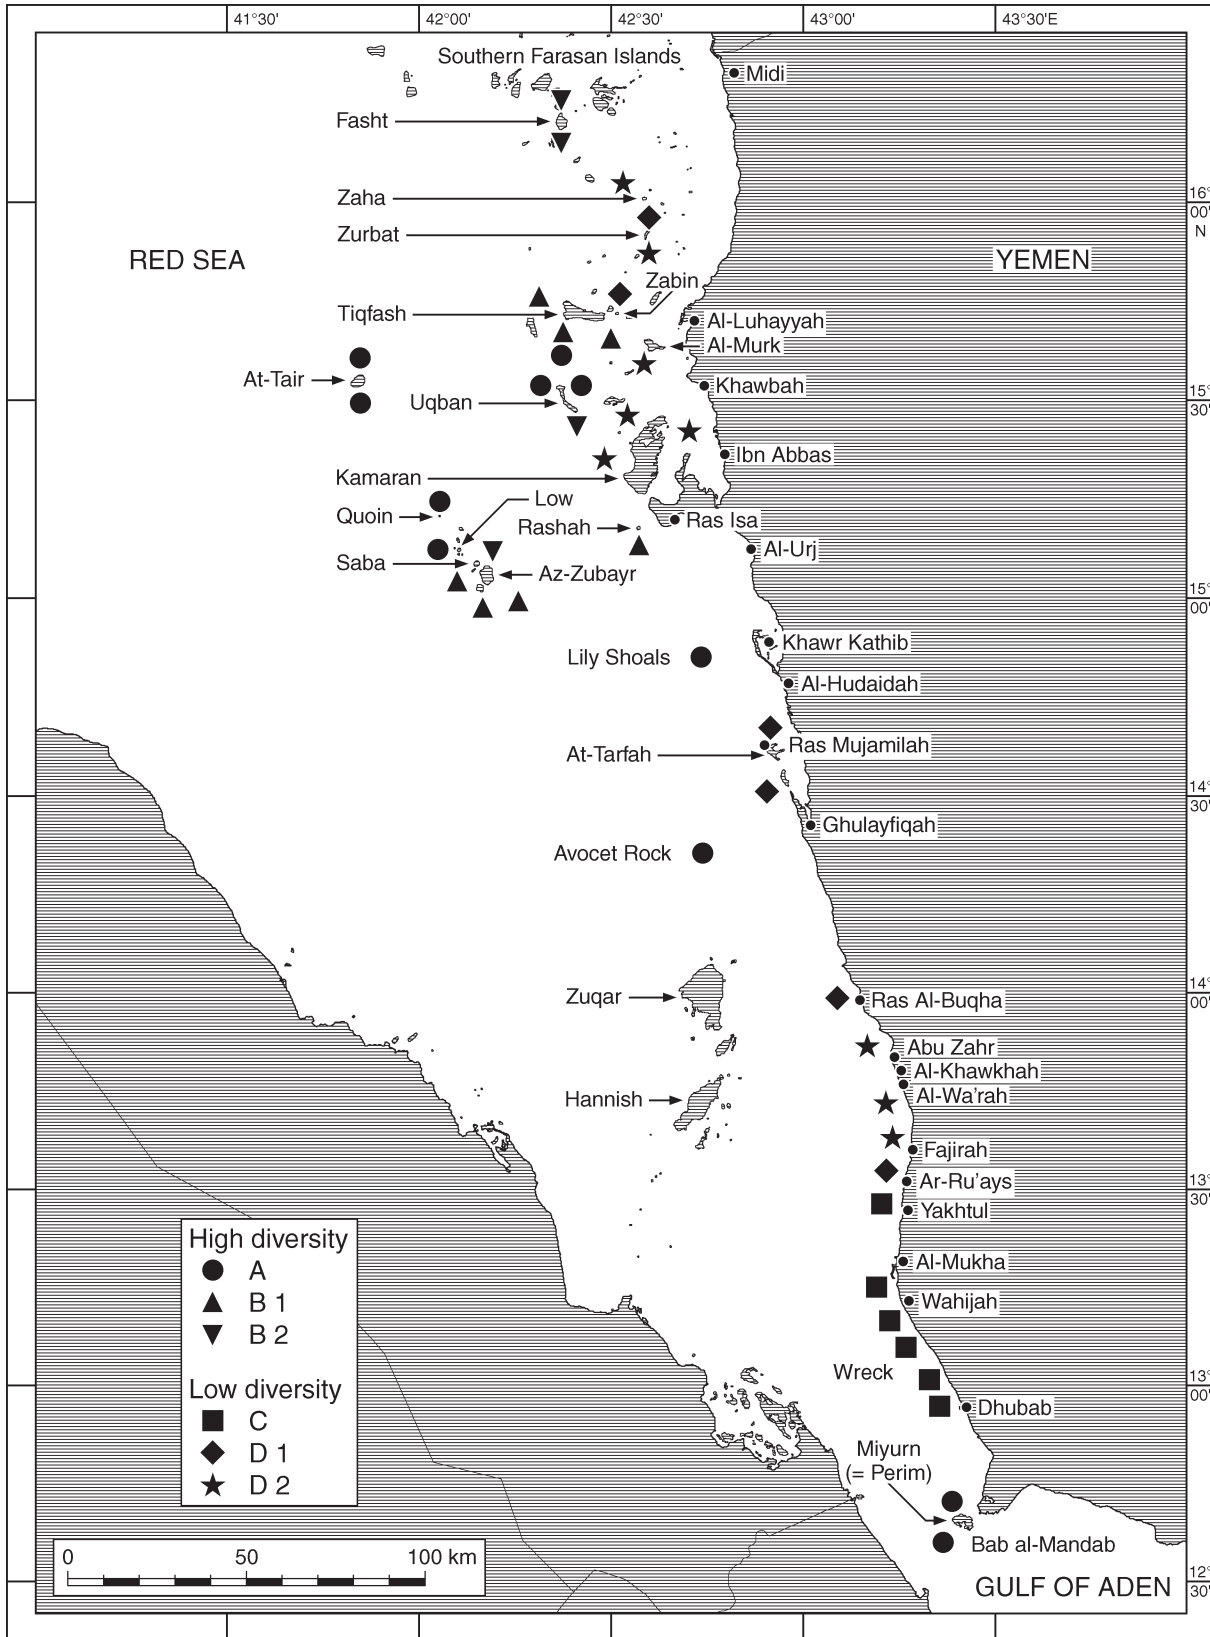 41°30'
42°00'
42°30'
43°00'
43°30'E
Southern Farasan Islands
Midi
Fasht
Zaha
16°
00'
N
Zurbat
RED SEA
YEMEN
Zabin
Tiqfash
Al-Luhayyah
Al-Murk
At-Tair
Khawbah
15°
30'
Uqban
Ibn Abbas
Kamaran
Low
Quoin
Rashah
Ras Isa
Saba
Al-Urj
Az-Zubayr
15°
00'
Khawr Kathib
Lily Shoals
Al-Hudaidah
Ras Mujamilah
At-Tarfah
14°
30'
Ghulayfiqah
Avocet Rock
Zuqar
14°
00'
Ras Al-Buqha
Abu Zahr
Al-Khawkhah
Hannish
Al-Wa'rah
Fajirah
Ar-Ru'ays
13°
30'
Yakhtul
High diversity
A
B 1
B 2
Al-Mukha
Wahijah
Low diversity
C
D 1
D 2
Wreck
13°
00'
Dhubab
Miyurn
(= Perim)
Bab al-Mandab
0
50
100 km
GULF OF ADEN
12°
30'